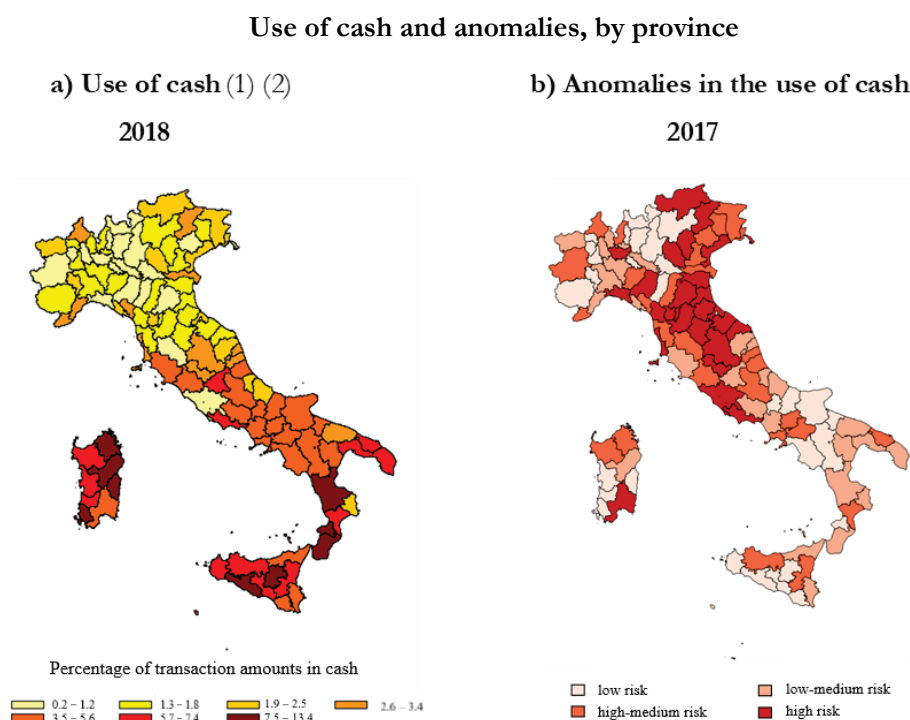 Use of cash and anomalies, by province
a) Use of cash (1) (2)
2018
b) Anomalies in the use of cash
2017
Percentage of transaction amounts in cash
0.2 – 1.2
1.3 – 1.8
1.9 – 2.5
2.6 – 3.4
3.5 – 5.6
5.7 – 7.4
7.5 – 13.4
low risk
low-medium risk
high-medium risk
high risk